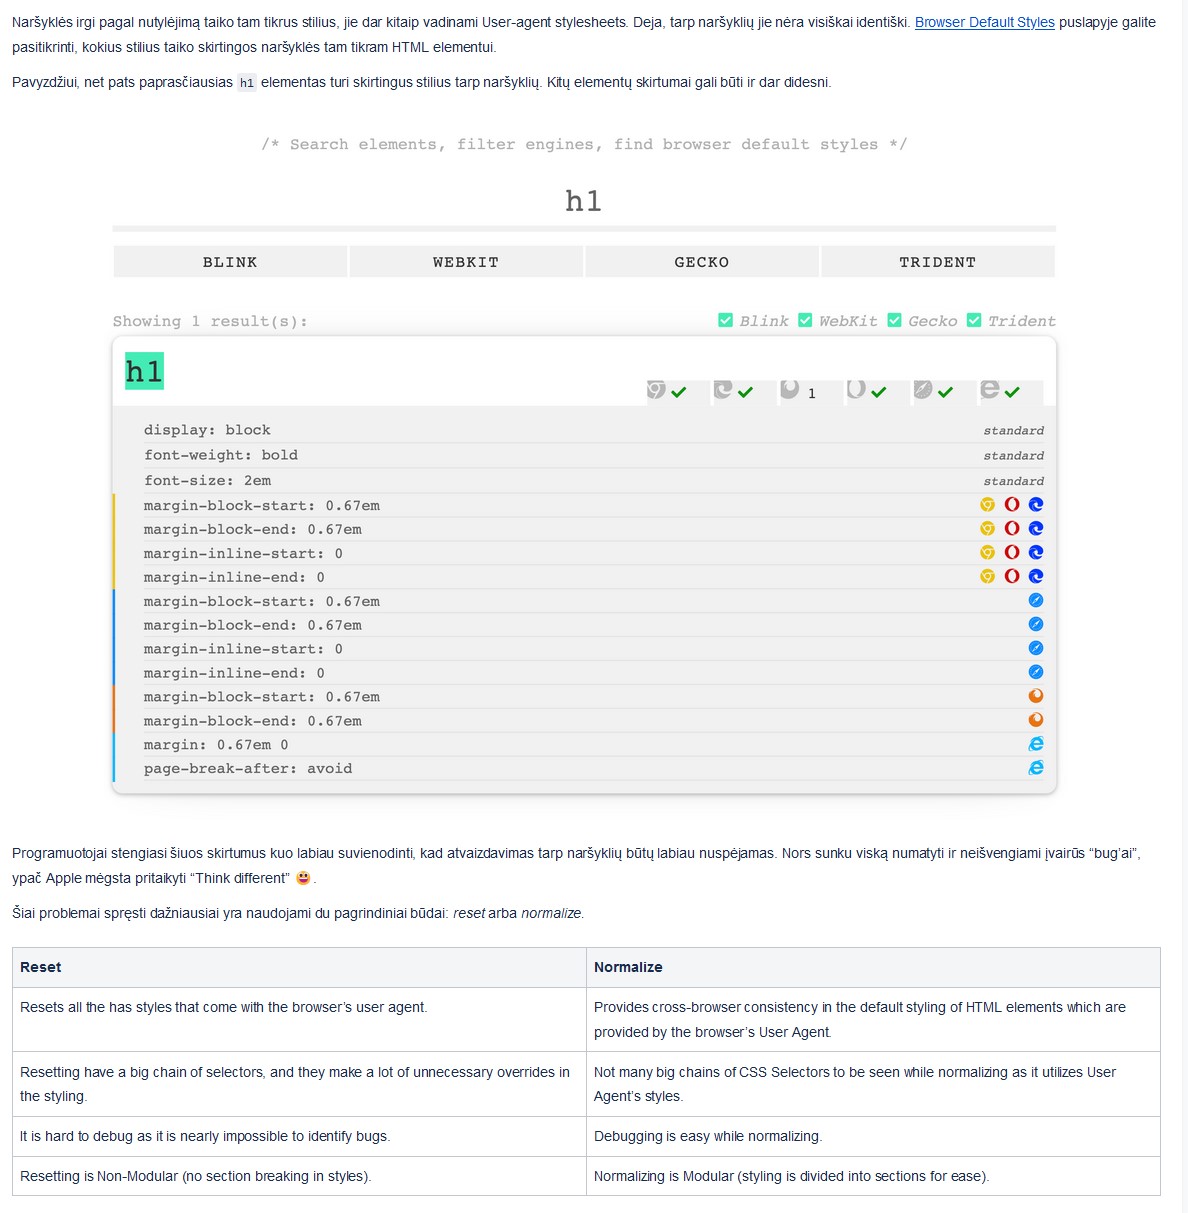 Naršyklės irgi pagal nutylėjimą taiko tam tikrus stilius, jie dar kitaip vadinami User-agent stylesheets. Deja, tarp naršyklių jie nėra visiškai identiški. Browser Default Styles puslapyje galite
pasitikrinti, kokius stilius taiko skirtingos naršyklės tam tikram HTML elementui.
Pavyzdžiui, net pats paprasčiausias h1 elementas turi skirtingus stilius tarp naršyklių. Kitų elementų skirtumai gali būti ir dar didesni.
/* Search elements, filter engines, find browser default styles */
h1
BLINK WEBKIT GECKO TRIDENT
Showing 1 result(s): Blink WebKit Gecko Trident
h1
1
display: block standard
font-weight: bold standard
font-size: 2em standard
margin-block-start: 0.67em
margin-block-end: 0.67em
margin-inline-start: 0
margin-inline-end: 0
margin-block-start: 0.67em
margin-block-end: 0.67em
margin-inline-start: 0
margin-inline-end: 0
margin-block-start: 0.67em
margin-block-end: 0.67em
margin: 0.67em 0
page-break-after: avoid
Programuotojai stengiasi šiuos skirtumus kuo labiau suvienodinti, kad atvaizdavimas tarp naršyklių būtų labiau nuspėjamas. Nors sunku viską numatyti ir neišvengiami įvairūs “bug’ai”,
ypač Apple mėgsta pritaikyti “Think different” 😃 .
Šiai problemai spręsti dažniausiai yra naudojami du pagrindiniai būdai: reset arba normalize.
Reset Normalize
Resets all the has styles that come with the browser’s user agent.
Provides cross-browser consistency in the default styling of HTML elements which are
provided by the browser’s User Agent.
Resetting have a big chain of selectors, and they make a lot of unnecessary overrides in
the styling.
Not many big chains of CSS Selectors to be seen while normalizing as it utilizes User
Agent’s styles.
It is hard to debug as it is nearly impossible to identify bugs.
Debugging is easy while normalizing.
Resetting is Non-Modular (no section breaking in styles).
Normalizing is Modular (styling is divided into sections for ease).